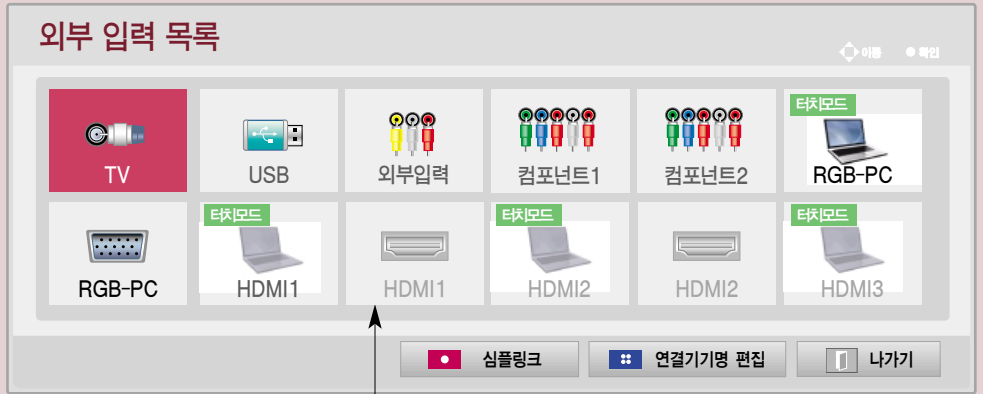 외부 입력 목록
이동 확인
터치모드
TV USB 외부입력 컴포넌트1 컴포넌트2 RGB-PC
터치모드 터치모드 터치모드
RGB-PC HDMI1 HDMI1 HDMI2 HDMI2 HDMI3
심플링크 연결기기명 편집 나가기